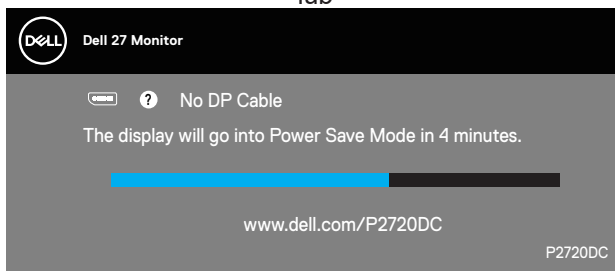 DELL
Dell 27 Monitor
? No DP Cable
The display will go into Power Save Mode in 4 minutes.
www.dell.com/P2720DC
P2720DC